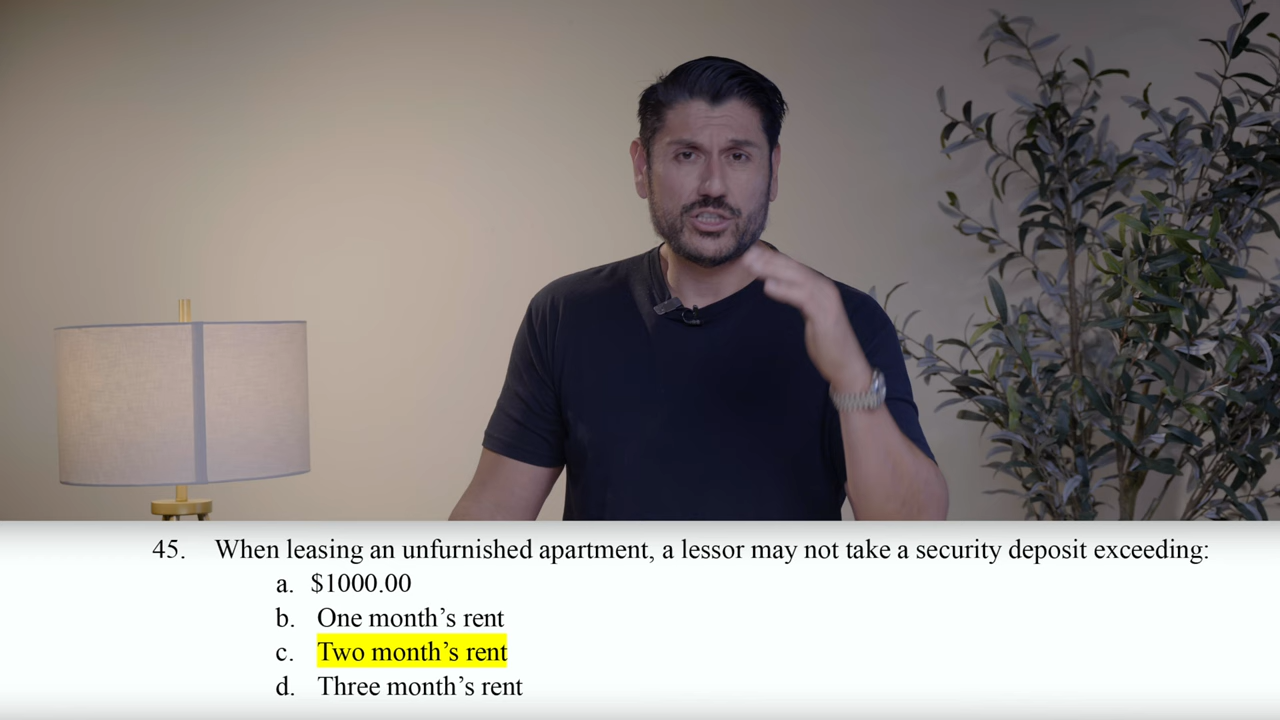 45. When leasing an unfurnished apartment, a lessor may not take a security deposit exceeding:
a. $1000.00
b. One month’s rent
c. Two month’s rent
d. Three month’s rent